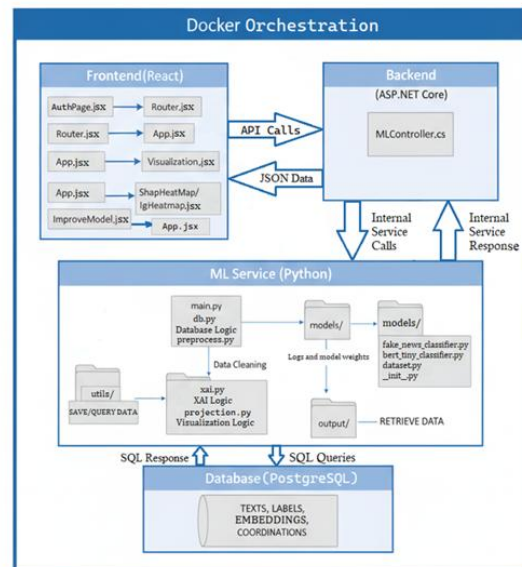 Docker Orchestration
Frontend(React)
AuthPage.jsx
Router.jsx
Router.jsx
App.jsx
App.jsx
Visualization.jsx
App.jsx
ShapHeatMap/
IgHeatmap.jsx
ImproveModel.jsx
App.jsx
API Calls
JSON Data
Backend
(ASP.NET Core)
MLController.cs
Internal
Service
Calls
Internal
Service
Response
ML Service (Python)
main.py
db.py
Database Logic
preprocess.py
models/
models/
fake_news_classifier.py
bert_tiny_classifier.py
dataset.py
_init_.py
Data Cleaning
Logs and model weights
utils/
SAVE/QUERY DATA
xai.py
XAI Logic
projection.py
Visualization Logic
output/
RETRIEVE DATA
SQL Response
SQL Queries
Database(PostgreSQL)
TEXTS, LABELS,
EMBEDDINGS,
COORDINATIONS